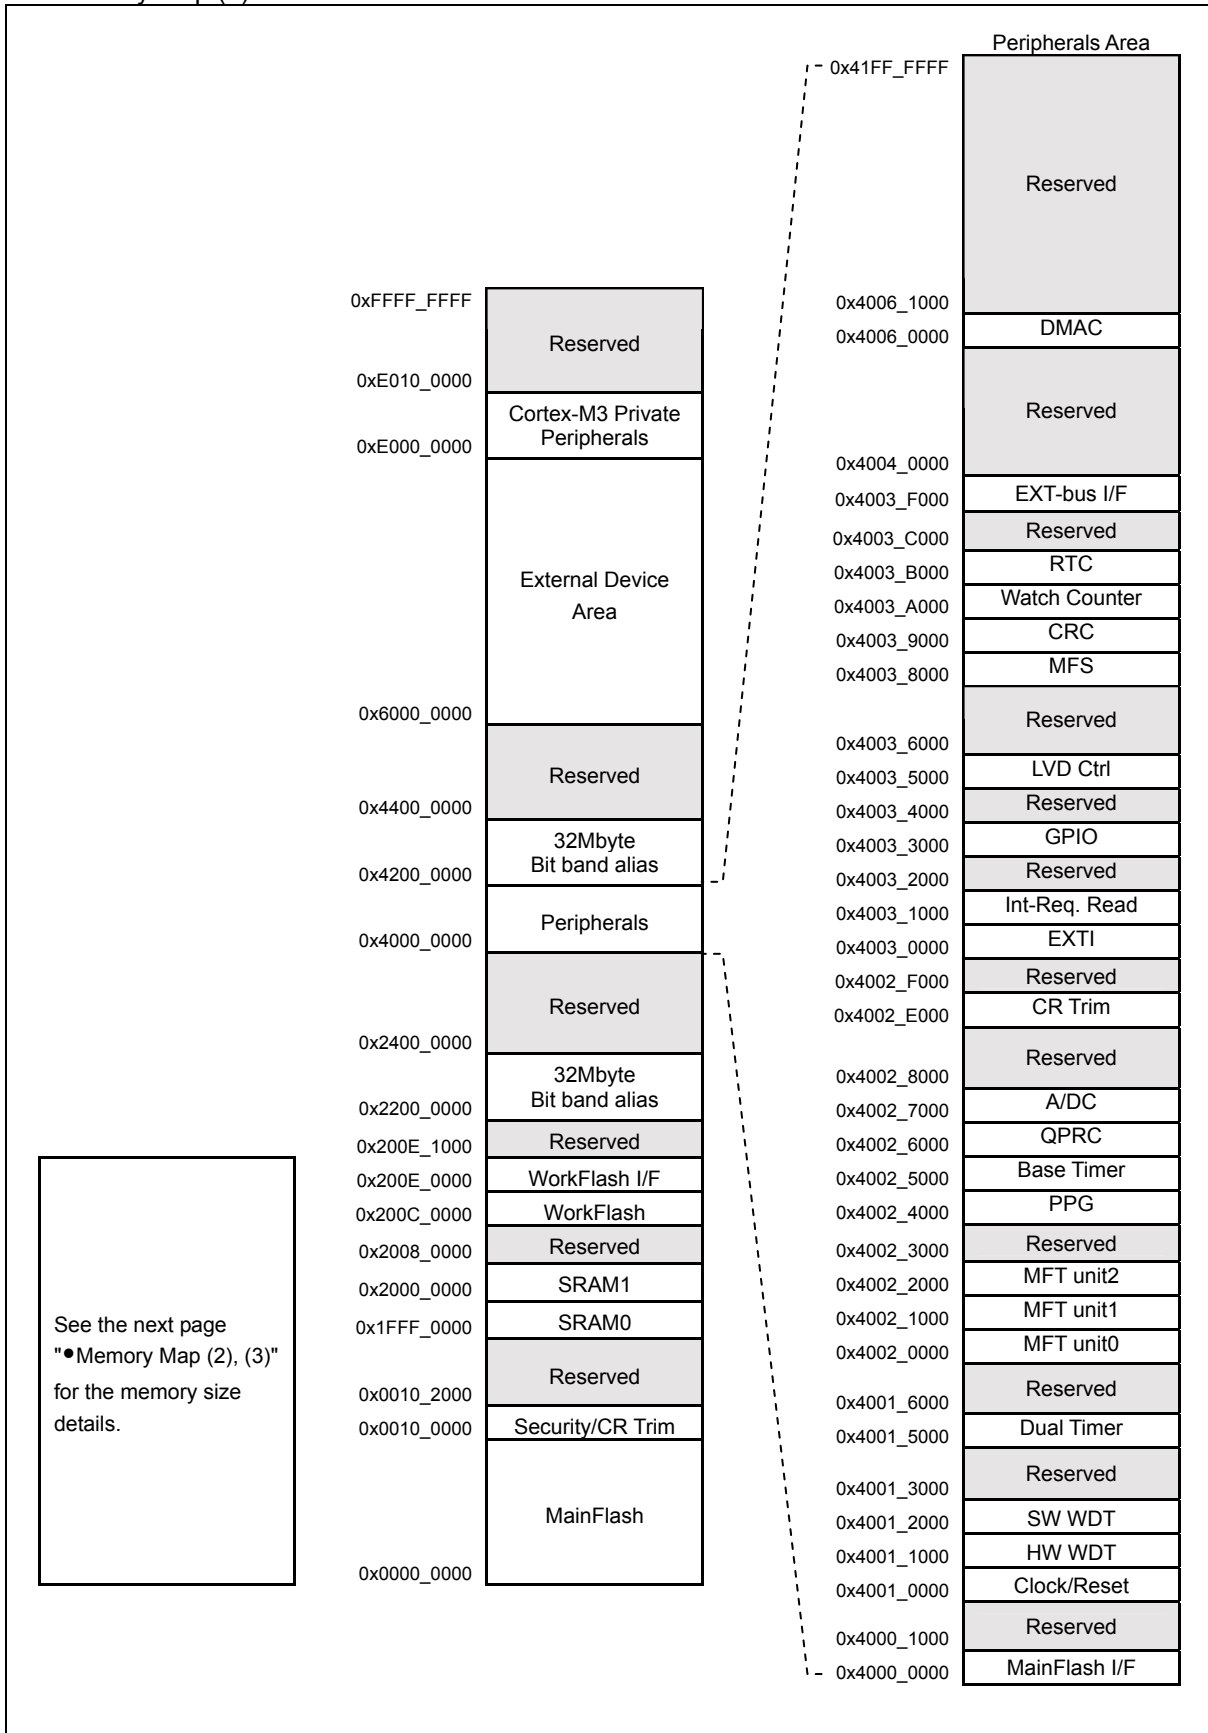 Peripherals Area
0x41FF_FFFF
Reserved
0x4006_1000
DMAC
0x4006_0000
Reserved
0x4004_0000
EXT-bus I/F
0x4003_F000
Reserved
0x4003_C000
RTC
0x4003_B000
Watch Counter
0x4003_A000
CRC
0x4003_9000
MFS
0x4003_8000
Reserved
0x4003_6000
LVD Ctrl
0x4003_5000
Reserved
0x4003_4000
GPIO
0x4003_3000
Reserved
0x4003_2000
Int-Req. Read
0x4003_1000
EXTI
0x4003_0000
Reserved
0x4002_F000
CR Trim
0x4002_E000
Reserved
0x4002_8000
A/DC
0x4002_7000
QPRC
0x4002_6000
Base Timer
0x4002_5000
PPG
0x4002_4000
Reserved
0x4002_3000
MFT unit2
0x4002_2000
MFT unit1
0x4002_1000
MFT unit0
0x4002_0000
Reserved
0x4001_6000
Dual Timer
0x4001_5000
Reserved
0x4001_3000
SW WDT
0x4001_2000
HW WDT
0x4001_1000
Clock/Reset
0x4001_0000
Reserved
0x4000_1000
MainFlash I/F
0x4000_0000
0xFFFF_FFFF
Reserved
0xE010_0000
Cortex-M3 Private
Peripherals
0xE000_0000
External Device
Area
0x6000_0000
Reserved
0x4400_0000
32Mbyte
Bit band alias
0x4200_0000
Peripherals
0x4000_0000
Reserved
0x2400_0000
32Mbyte
Bit band alias
0x2200_0000
Reserved
0x200E_1000
WorkFlash I/F
0x200E_0000
WorkFlash
0x200C_0000
Reserved
0x2008_0000
SRAM1
0x2000_0000
SRAM0
0x1FFF_0000
Reserved
0x0010_2000
Security/CR Trim
0x0010_0000
MainFlash
0x0000_0000
See the next page
"●Memory Map (2), (3)"
for the memory size
details.